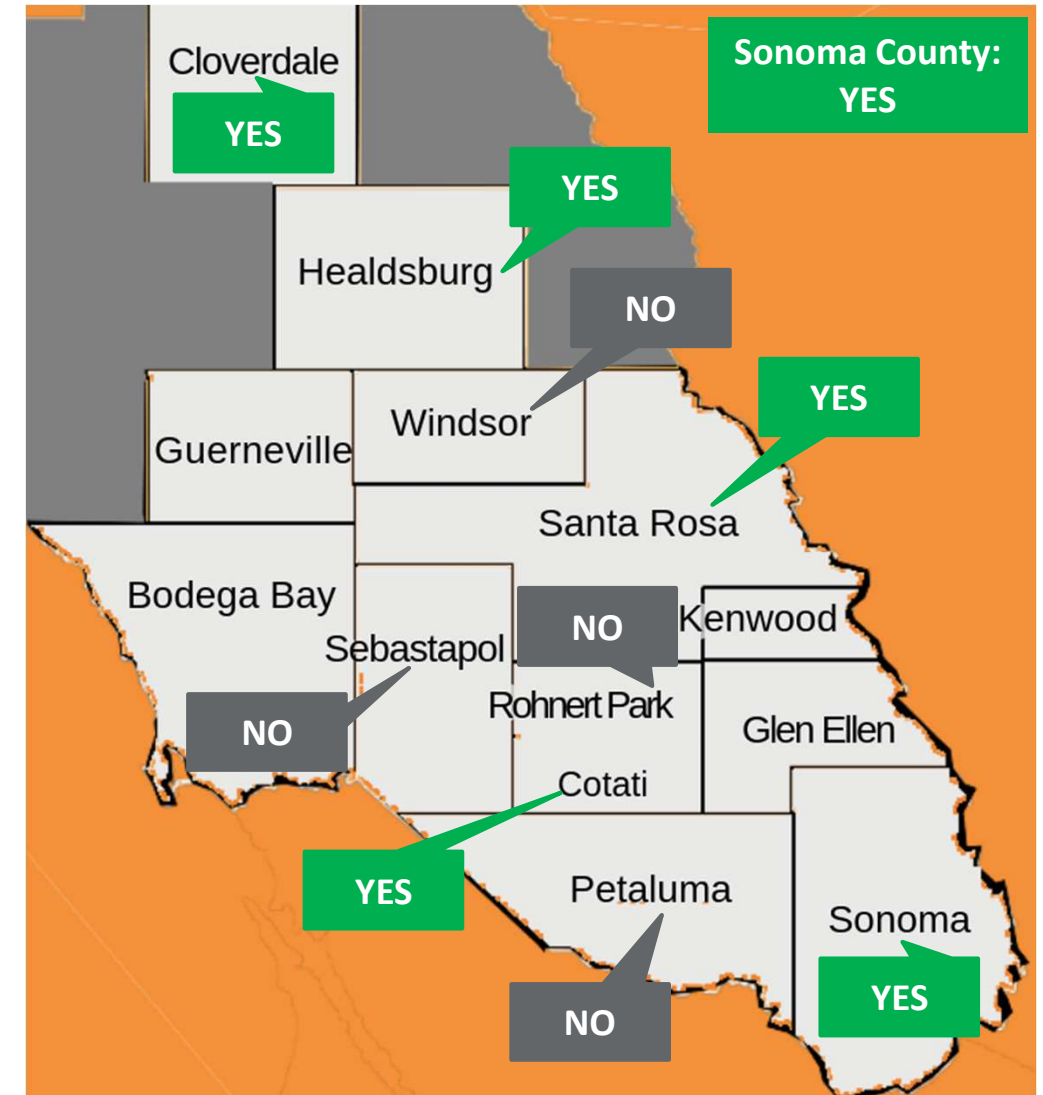 Cloverdale
YES
Sonoma County:
YES
YES
Healdsburg
NO
YES
Windsor
Guerneville
Santa Rosa
Bodega Bay
NO
Kenwood
Sebastapol
Rohnert Park
NO
Glen Ellen
Cotati
YES
Petaluma
Sonoma
YES
NO